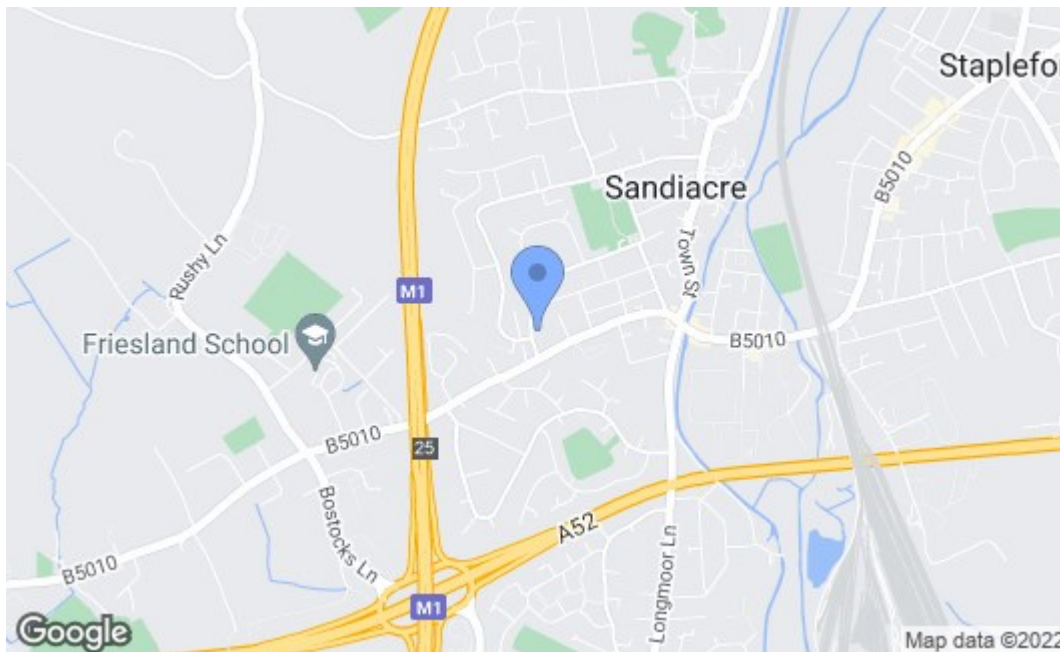 Staplefo
Sandiacre
B5010
Rushy Ln
Town St
M1
Friesland School
B5010
B5010
25
Bostocks Ln
A52
B5010
Longmoor Ln
M1
Google
Map data ©2022